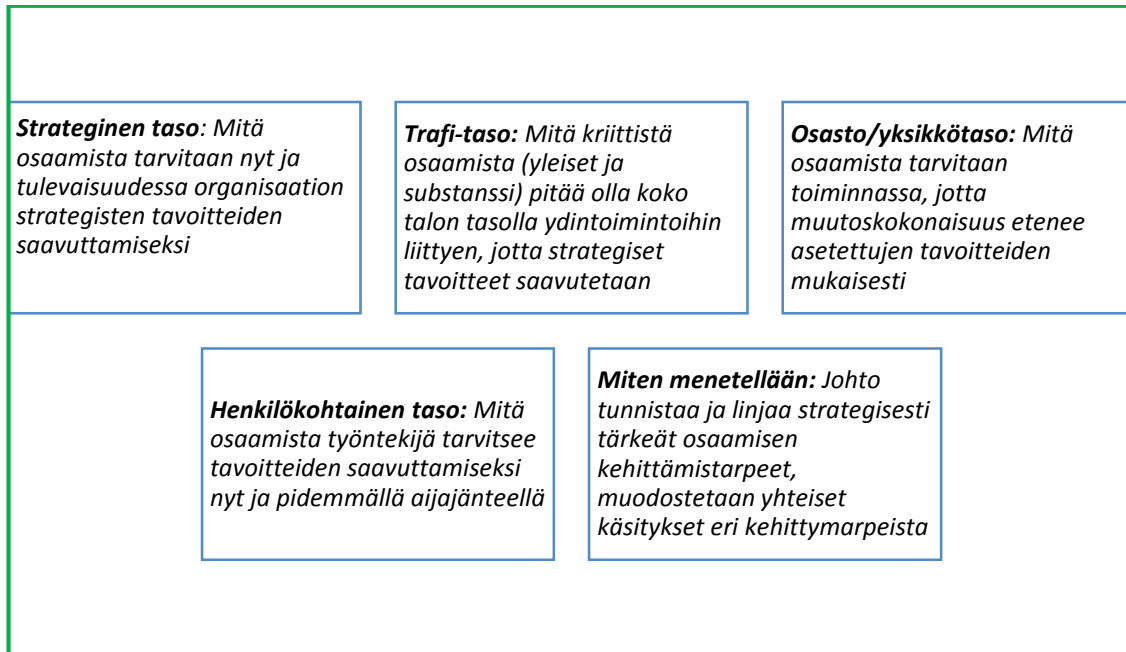 Strateginen taso: Mitä
osaamista tarvitaan nyt ja
tulevaisuudessa organisaation
strategisten tavoitteiden
saavuttamiseksi
Trafi-taso: Mitä kriittistä
osaamista (yleiset ja
substanssi) pitää olla koko
talon tasolla ydintoimintoihin
liittyen, jotta strategiset
tavoitteet saavutetaan
Osasto/yksikkötaso: Mitä
osaamista tarvitaan
toiminnassa, jotta
muutoskokonaisuus etenee
asetettujen tavoitteiden
mukaisesti
Henkilökohtainen taso: Mitä
osaamista työntekijä tarvitsee
tavoitteiden saavuttamiseksi
nyt ja pidemmällä aijajänteellä
Miten menetellään: Johto
tunnistaa ja linjaa strategisesti
tärkeät osaamisen
kehittämistarpeet,
muodostetaan yhteiset
käsitykset eri kehittymarpeista